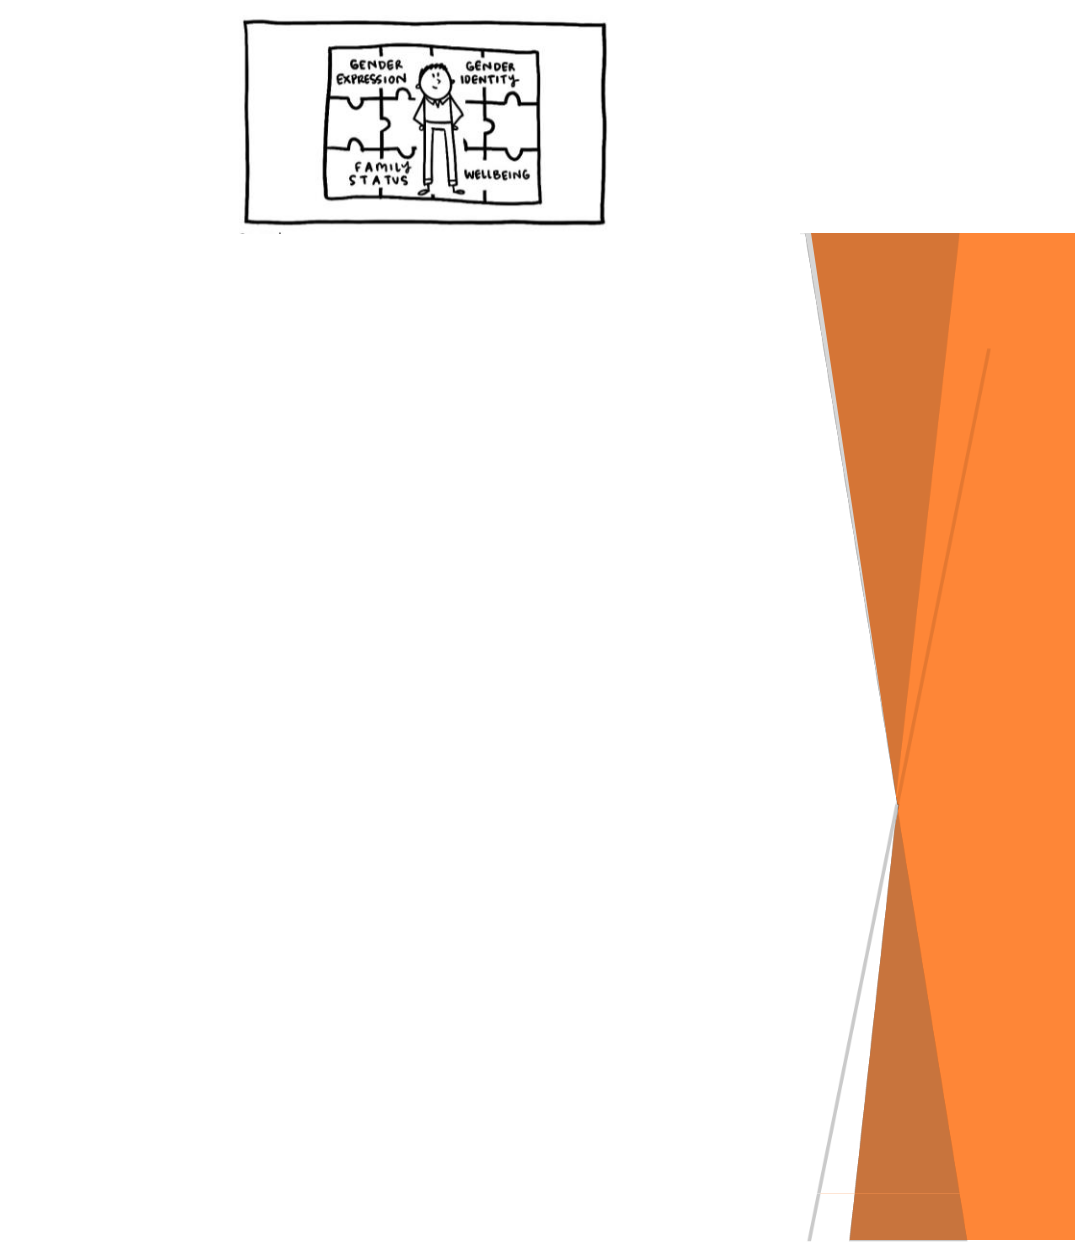 GENDER
EXPRESSION
GENDER
IDENTITY
FAMILY
STATUS
WELLBEING